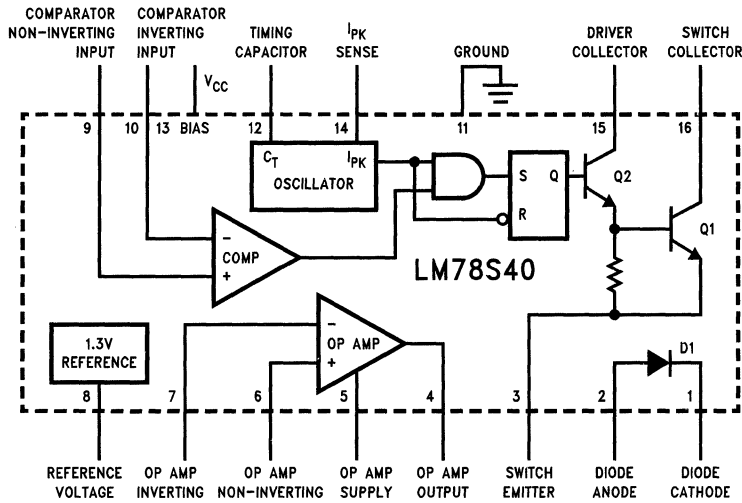 COMPARATOR
NON-INVERTING
INPUT
COMPARATOR
INVERTING
INPUT
VCC
TIMING
CAPACITOR
IPK
SENSE
GROUND
DRIVER
COLLECTOR
SWITCH
COLLECTOR
9
10
13
BIAS
12
14
11
15
16
CT
IPK
OSCILLATOR
S
Q
R
Q2
Q1
−
COMP
+
LM78S40
1.3V
REFERENCE
−
OP AMP
+
D1
8
7
6
5
4
3
2
1
REFERENCE
VOLTAGE
OP AMP
INVERTING
OP AMP
NON-INVERTING
OP AMP
SUPPLY
OP AMP
OUTPUT
SWITCH
EMITTER
DIODE
ANODE
DIODE
CATHODE